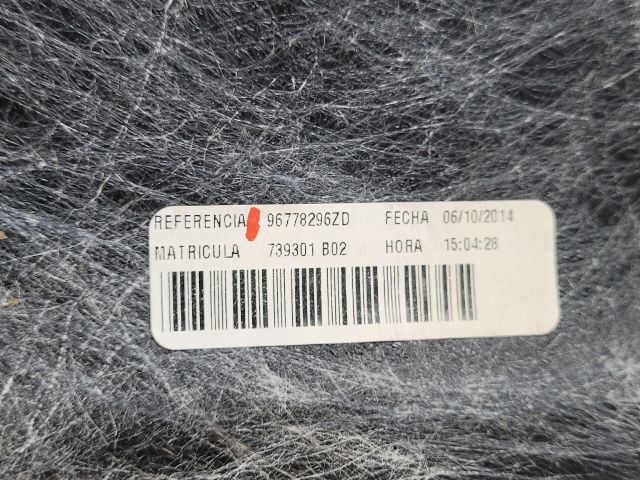 REFERENCIA 96778296ZD FECHA 06/10/2014
MATRICULA 739301 B02 HORA 15:04:28